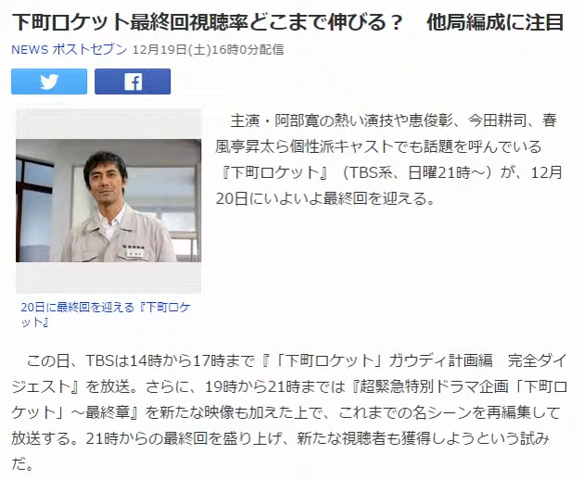 下町ロケット最終回視聴率どこまで伸びる？　他局編成に注目
NEWS ポストセブン 12月19日(土)16時0分配信
主演・阿部寛の熱い演技や恵俊彰、今田耕司、春
風亭昇太ら個性派キャストでも話題を呼んでいる
『下町ロケット』（TBS系、日曜21時～）が、12月
20日にいよいよ最終回を迎える。
20日に最終回を迎える『下町ロケ
ット』
この日、TBSは14時から17時まで『「下町ロケット」ガウディ計画編　完全ダイ
ジェスト』を放送。さらに、19時から21時までは『超緊急特別ドラマ企画「下町ロ
ケット」～最終章』を新たな映像も加えた上で、これまでの名シーンを再編集して
放送する。21時からの最終回を盛り上げ、新たな視聴者も獲得しようという試み
だ。